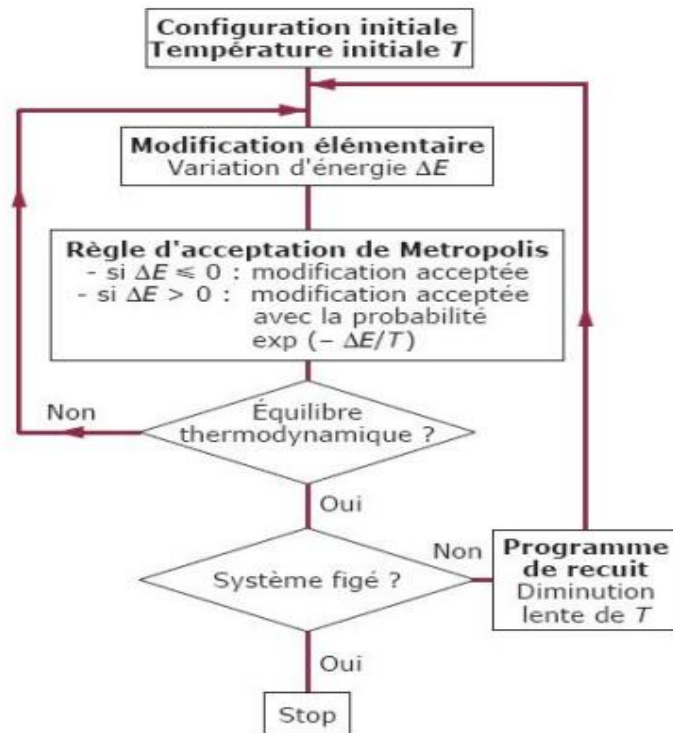 Configuration initiale
Température initiale T
Modification élémentaire
Variation d'énergie ΔE
Règle d'acceptation de Metropolis
- si ΔE ⩽ 0 : modification acceptée
- si ΔE > 0 : modification acceptée
avec la probabilité
exp (– ΔE/T)
Non
Équilibre
thermodynamique ?
Oui
Système figé ?
Non
Programme
de recuit
Diminution
lente de T
Oui
Stop